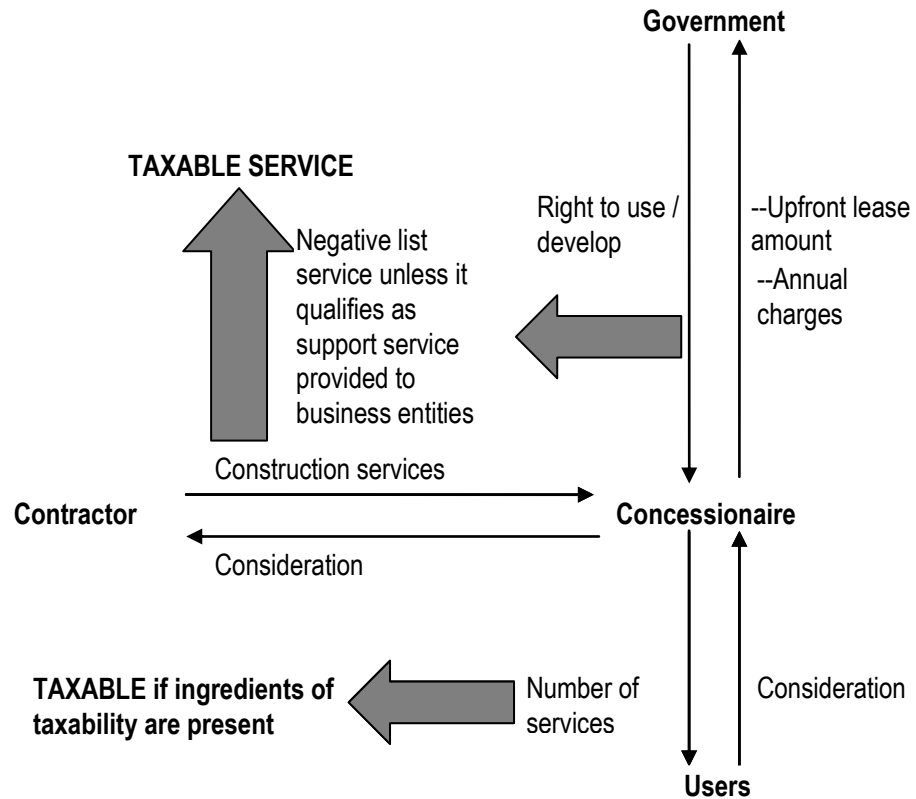 Government
TAXABLE SERVICE
Right to use /
develop
--Upfront lease
amount
--Annual
charges
Negative list
service unless it
qualifies as
support service
provided to
business entities
Construction services
Contractor
Concessionaire
Consideration
TAXABLE if ingredients of
taxability are present
Number of
services
Consideration
Users